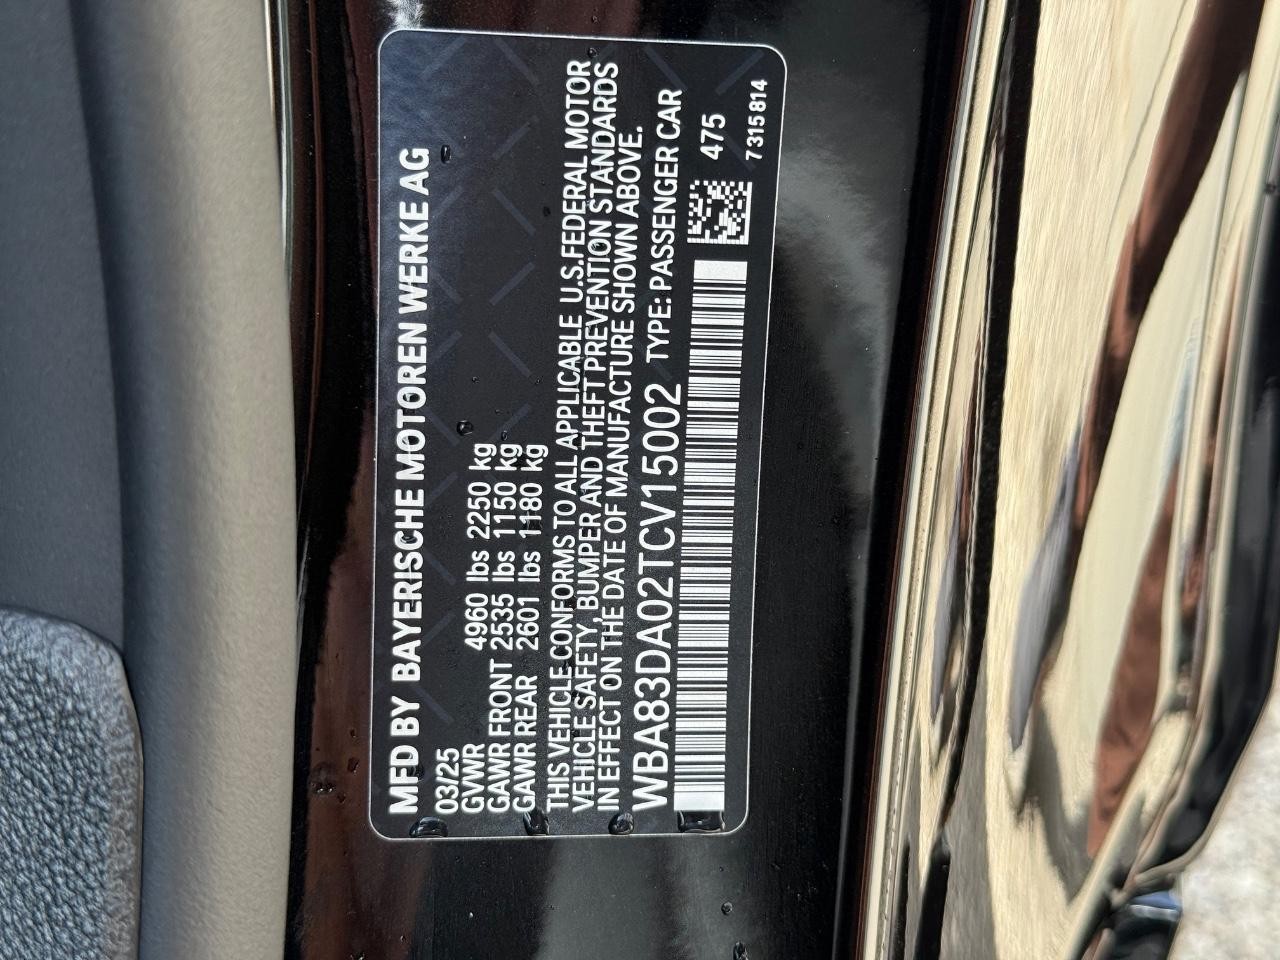 MFD BY BAYERISCHE MOTOREN WERKE AG
03/25
GVWR 4960 lbs 2250 kg
GAWR FRONT 2535 lbs 1150 kg
GAWR REAR 2601 lbs 1180 kg
THIS VEHICLE CONFORMS TO ALL APPLICABLE U.S.FEDERAL MOTOR
VEHICLE SAFETY, BUMPER AND THEFT PREVENTION STANDARDS
IN EFFECT ON THE DATE OF MANUFACTURE SHOWN ABOVE.
WBA83DA02TCV15002 TYPE: PASSENGER CAR
475
7 315 814